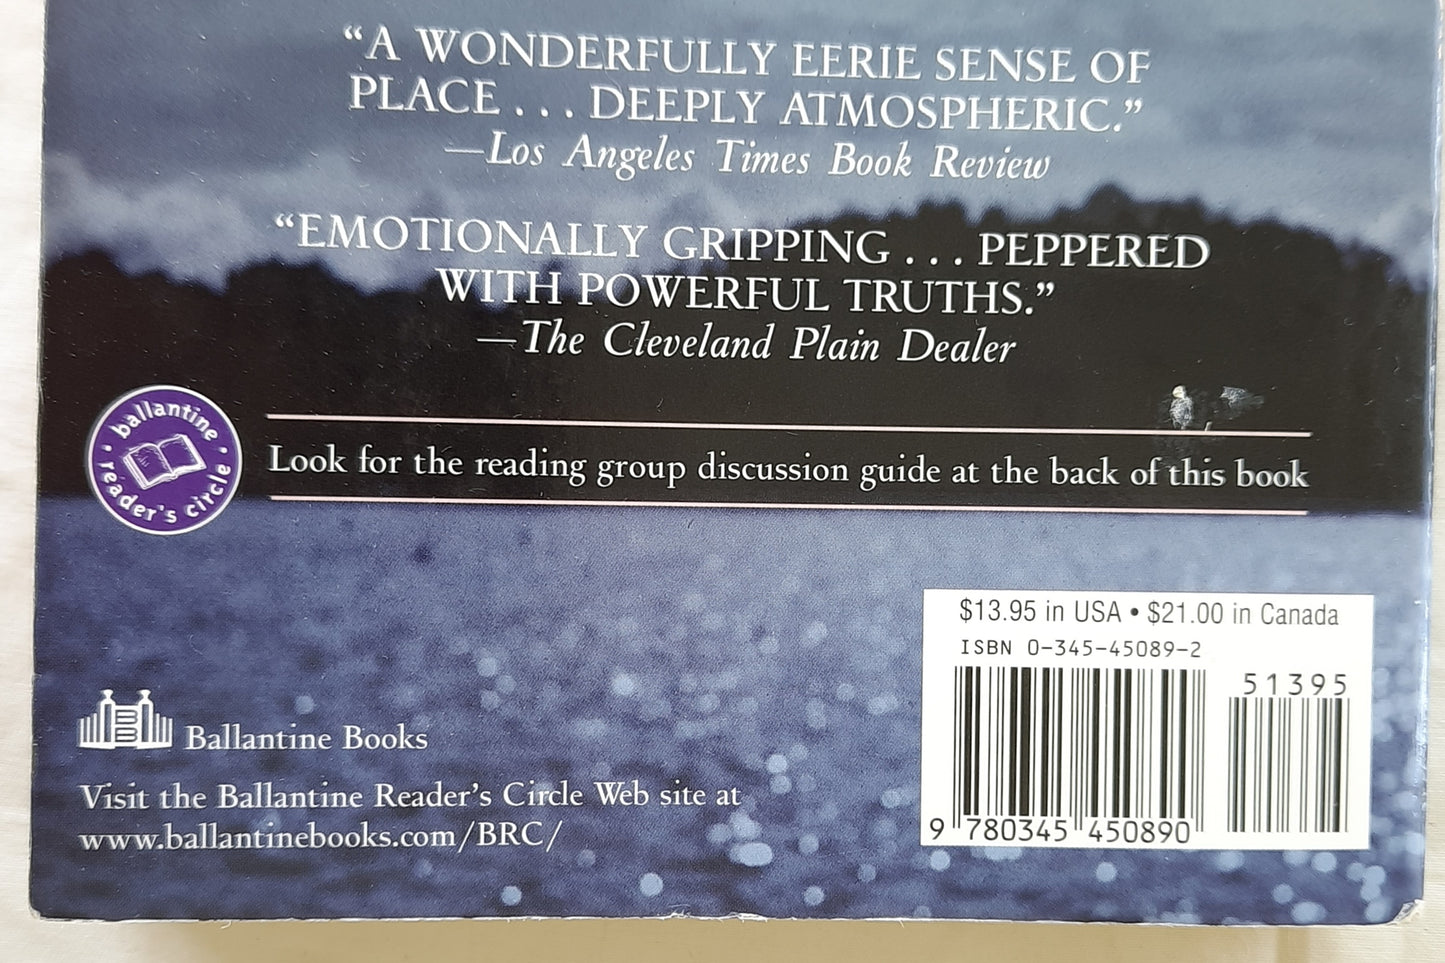 “A WONDERFULLY EERIE SENSE OF
PLACE . . . DEEPLY ATMOSPHERIC.”
—Los Angeles Times Book Review
“EMOTIONALLY GRIPPING . . . PEPPERED
WITH POWERFUL TRUTHS.”
—The Cleveland Plain Dealer
ballantine
reader's circle
Look for the reading group discussion guide at the back of this book
$13.95 in USA • $21.00 in Canada
ISBN 0-345-45089-2
51395
9 780345 450890
Ballantine Books
Visit the Ballantine Reader’s Circle Web site at
www.ballantinebooks.com/BRC/